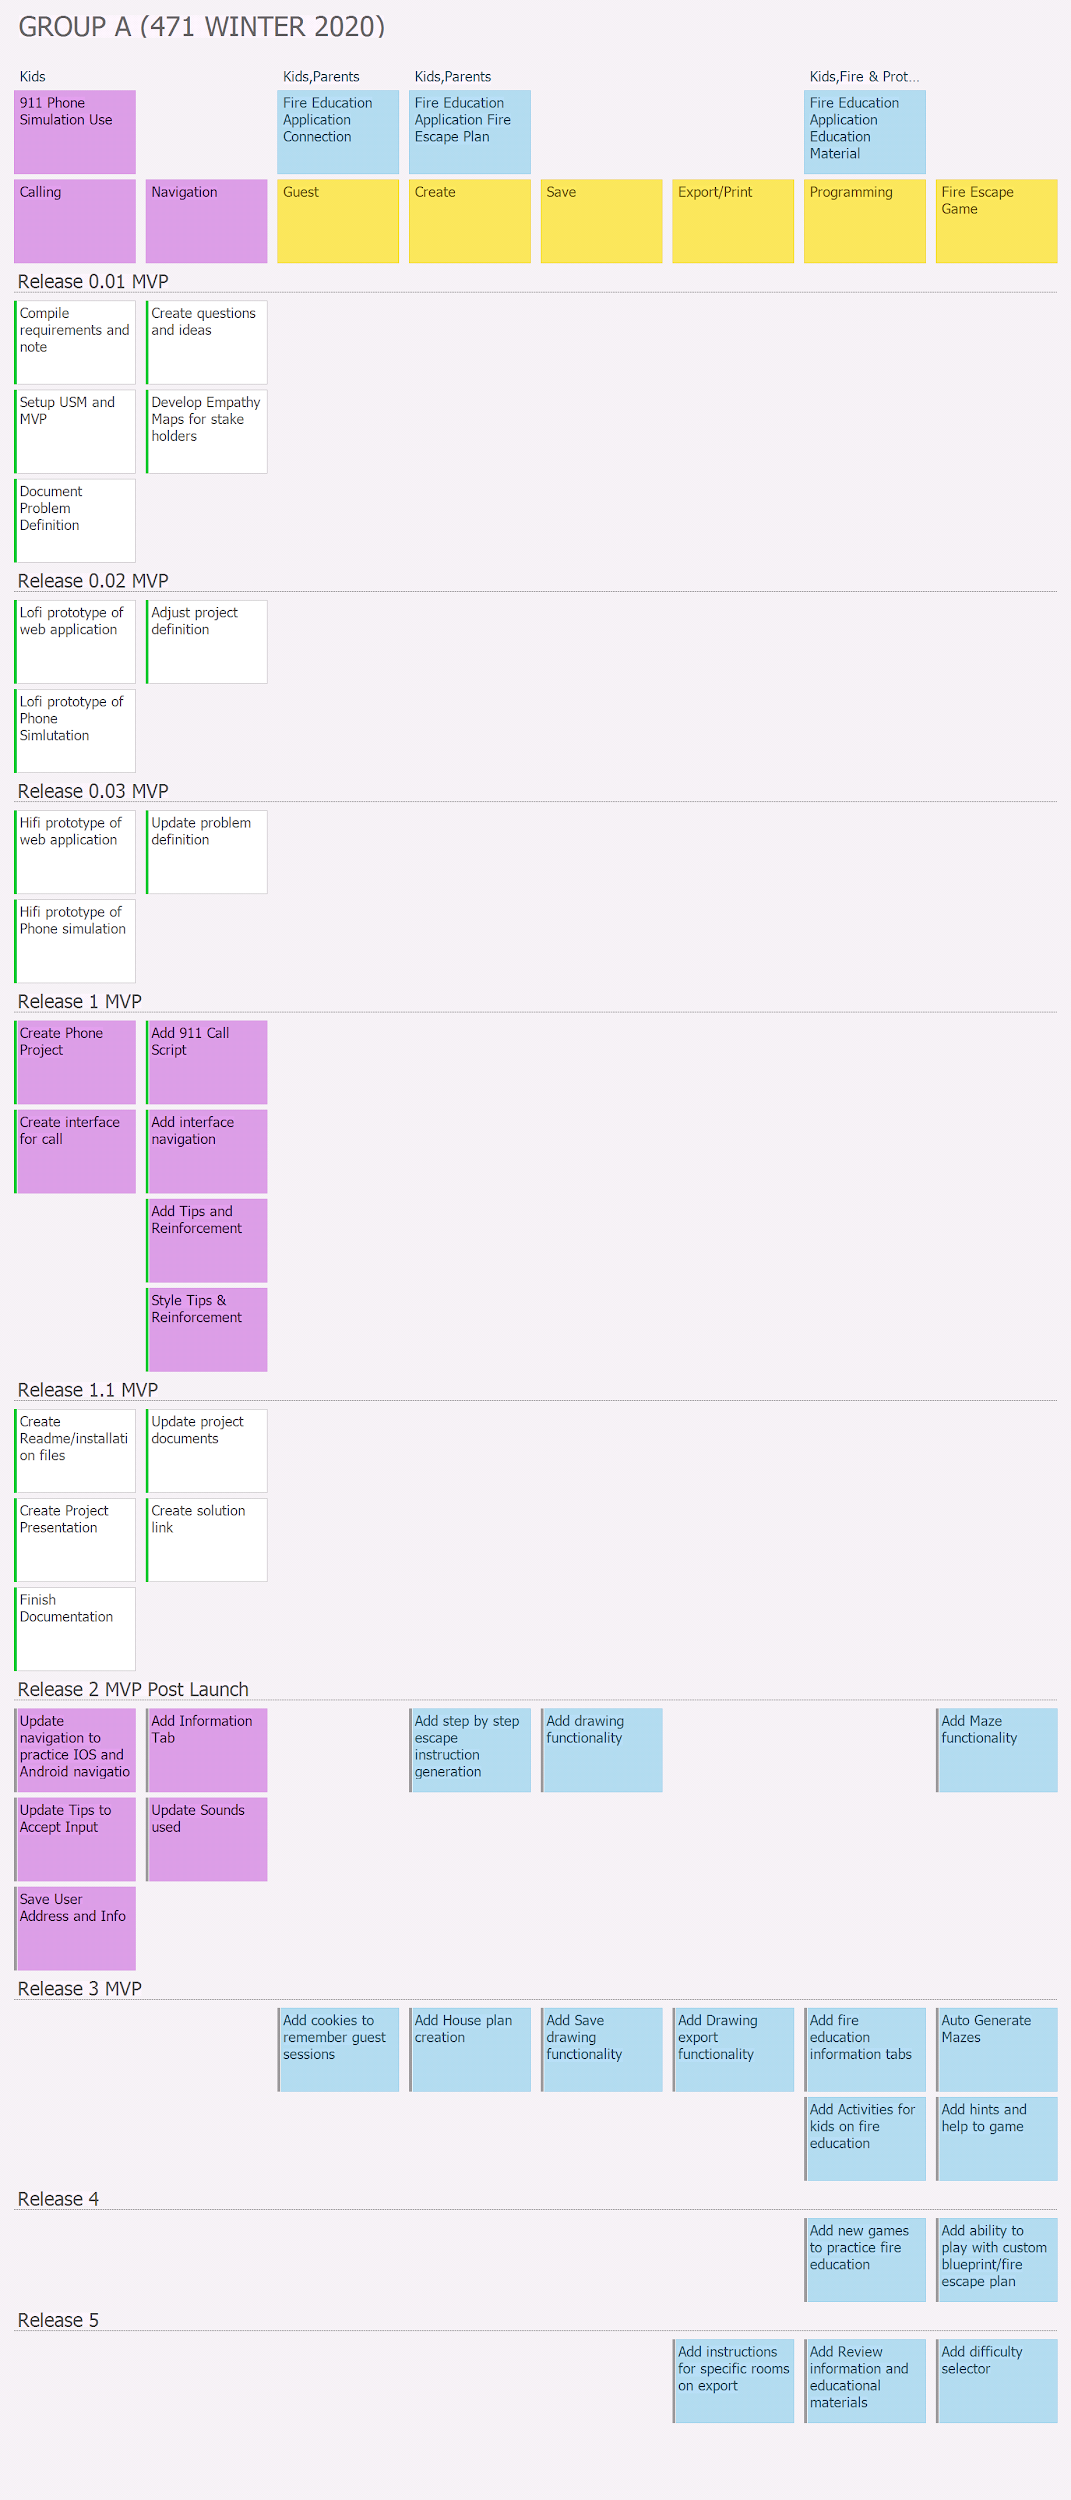 GROUP A (471 WINTER 2020)
Kids
Kids,Parents
Kids,Parents
Kids,Fire & Prot...
911 Phone
Simulation Use
Fire Education
Application
Connection
Fire Education
Application Fire
Escape Plan
Fire Education
Application
Education
Material
Calling
Navigation
Guest
Create
Save
Export/Print
Programming
Fire Escape
Game
Release 0.01 MVP
Compile
requirements and
note
Create questions
and ideas
Setup USM and
MVP
Develop Empathy
Maps for stake
holders
Document
Problem
Definition
Release 0.02 MVP
Lofi prototype of
web application
Adjust project
definition
Lofi prototype of
Phone
Simlutation
Release 0.03 MVP
Hifi prototype of
web application
Update problem
definition
Hifi prototype of
Phone simulation
Release 1 MVP
Create Phone
Project
Add 911 Call
Script
Create interface
for call
Add interface
navigation
Add Tips and
Reinforcement
Style Tips &
Reinforcement
Release 1.1 MVP
Create
Readme/installati
on files
Update project
documents
Create Project
Presentation
Create solution
link
Finish
Documentation
Release 2 MVP Post Launch
Update
navigation to
practice IOS and
Android navigatio
Add Information
Tab
Add step by step
escape
instruction
generation
Add drawing
functionality
Add Maze
functionality
Update Tips to
Accept Input
Update Sounds
used
Save User
Address and Info
Release 3 MVP
Add cookies to
remember guest
sessions
Add House plan
creation
Add Save
drawing
functionality
Add Drawing
export
functionality
Add fire
education
information tabs
Auto Generate
Mazes
Add Activities for
kids on fire
education
Add hints and
help to game
Release 4
Add new games
to practice fire
education
Add ability to
play with custom
blueprint/fire
escape plan
Release 5
Add instructions
for specific rooms
on export
Add Review
information and
educational
materials
Add difficulty
selector